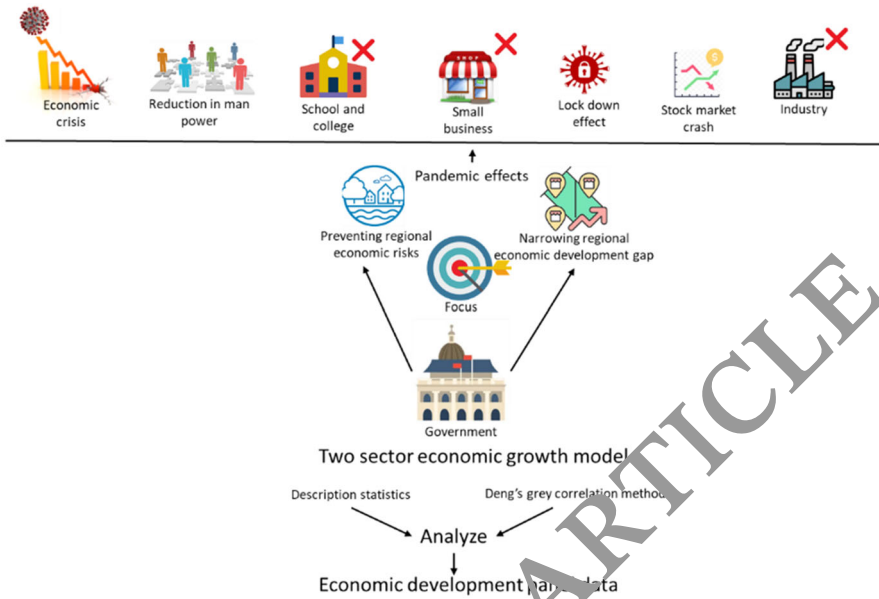 Economic
crisis
Reduction in man
power
School and
college
Small
business
Lock down
effect
Stock market
crash
Industry
Pandemic effects
Preventing regional
economic risks
Narrowing regional
economic development gap
Focus
Government
Two sector economic growth model
Description statistics
Deng's grey correlation method
Analyze
Economic development panel data
ARTICLE